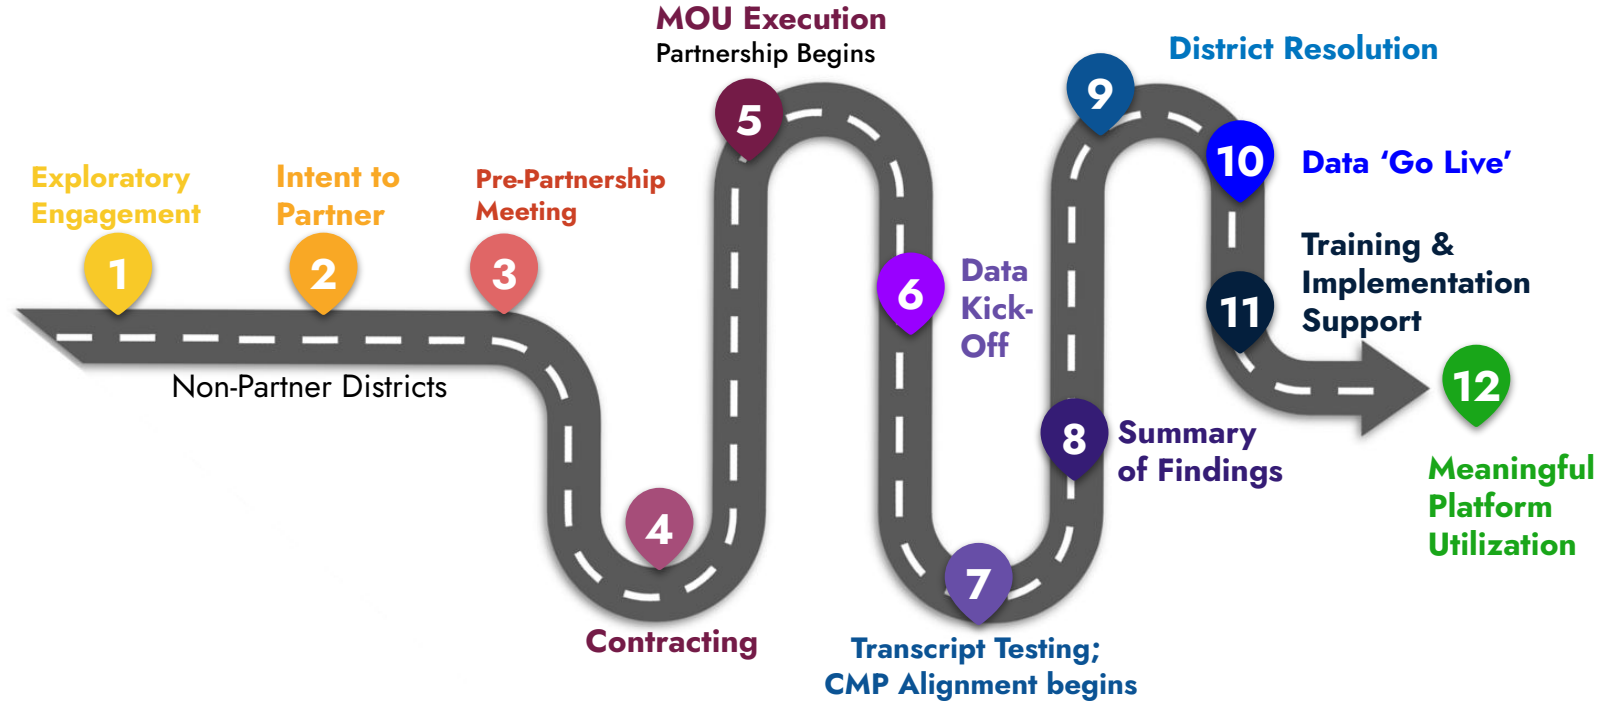 1
Exploratory
Engagement
2
Intent to
Partner
3
Pre-Partnership
Meeting
Non-Partner Districts
4
Contracting
5
MOU Execution
Partnership Begins
6
Data
Kick-
Off
7
Transcript Testing;
CMP Alignment begins
8
Summary
of Findings
9
District Resolution
10
Data ‘Go Live’
11
Training &
Implementation
Support
12
Meaningful
Platform
Utilization